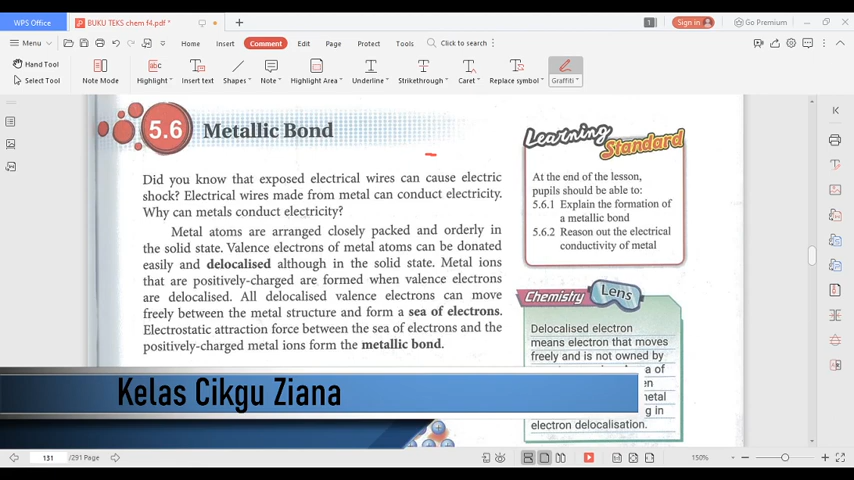 WPS Office
BUKU TEKS chem f4.pdf *
1
Sign in
Go Premium
Menu
Home
Insert
Comment
Edit
Page
Protect
Tools
Click to search
Hand Tool
Select Tool
Note Mode
Highlight
Insert text
Shapes
Note
Highlight Area
Underline
Strikethrough
Caret
Replace symbol
Graffiti
5.6 Metallic Bond
Did you know that exposed electrical wires can cause electric
shock? Electrical wires made from metal can conduct electricity.
Why can metals conduct electricity?
Metal atoms are arranged closely packed and orderly in
the solid state. Valence electrons of metal atoms can be donated
easily and delocalised although in the solid state. Metal ions
that are positively-charged are formed when valence electrons
are delocalised. All delocalised valence electrons can move
freely between the metal structure and form a sea of electrons.
Electrostatic attraction force between the sea of electrons and the
positively-charged metal ions form the metallic bond.
Learning
Standard
At the end of the lesson,
pupils should be able to:
5.6.1 Explain the formation of
a metallic bond
5.6.2 Reason out the electrical
conductivity of metal
Chemistry Lens
Delocalised electron
means electron that moves
freely and is not owned by
a of
en
metal
g in
electron delocalisation.
Kelas Cikgu Ziana
131 /291 Page
150%